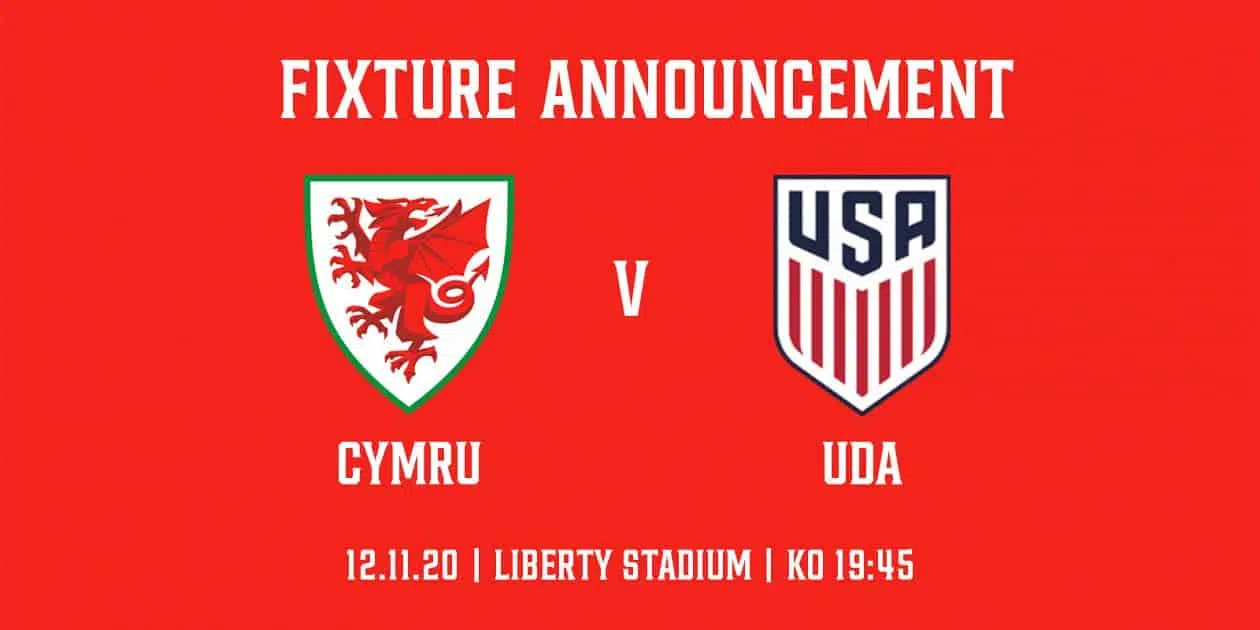 FIXTURE ANNOUNCEMENT
USA
V
CYMRU
UDA
12.11.20 | LIBERTY STADIUM | KO 19:45